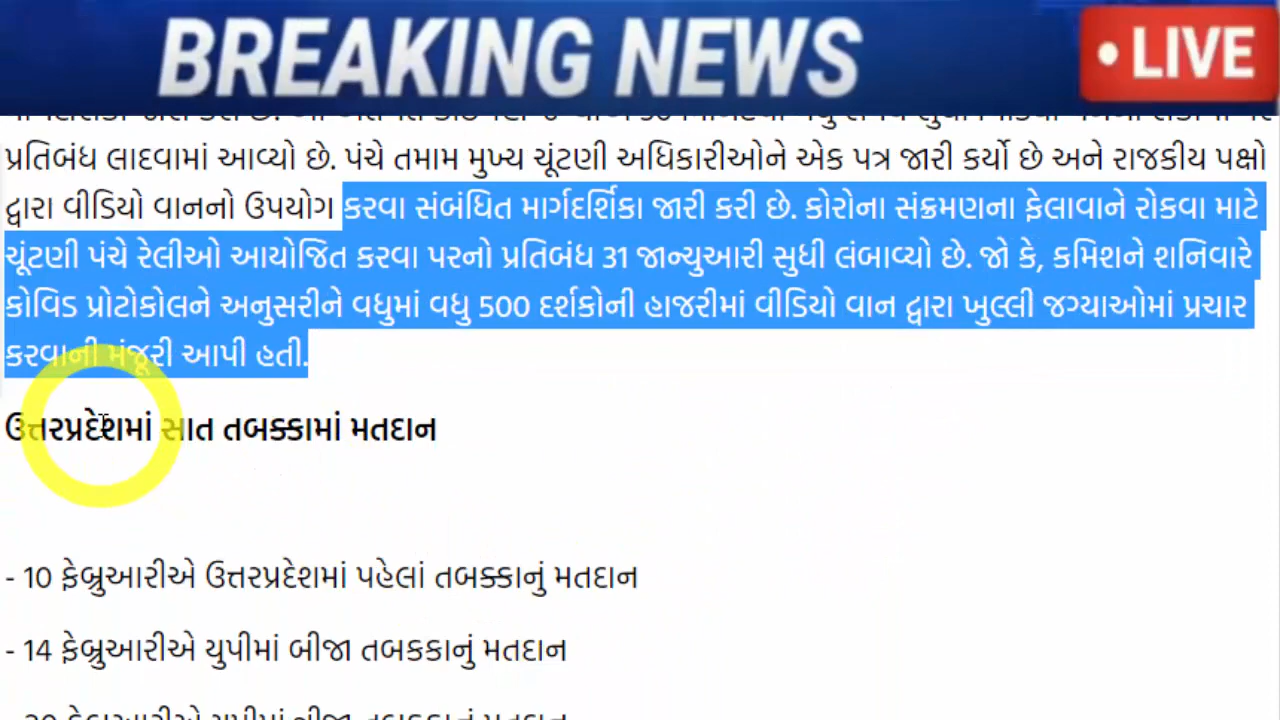 BREAKING NEWS
• LIVE
પ્રતિબંધ લાદવામાં આવ્યો છે. પંચે તમામ મુખ્ય ચૂંટણી અધિકારીઓને એક પત્ર જારી કર્યો છે અને રાજકીય પક્ષો
દ્વારા વીડિયો વાનનો ઉપયોગ કરવા સંબંધિત માર્ગદર્શિકા જારી કરી છે. કોરોના સંક્રમણના ફેલાવાને રોકવા માટે
ચૂંટણી પંચે રેલીઓ આયોજિત કરવા પરનો પ્રતિબંધ 31 જાન્યુઆરી સુધી લંબાવ્યો છે. જો કે, કમિશને શનિવારે
કોવિડ પ્રોટોકોલને અનુસરીને વધુમાં વધુ 500 દર્શકોની હાજરીમાં વીડિયો વાન દ્વારા ખુલ્લી જગ્યાઓમાં પ્રચાર
કરવાની મંજૂરી આપી હતી.
ઉત્તરપ્રદેશમાં સાત તબક્કામાં મતદાન
- 10 ફેબ્રુઆરીએ ઉત્તરપ્રદેશમાં પહેલાં તબક્કાનું મતદાન
- 14 ફેબ્રુઆરીએ યુપીમાં બીજા તબકકાનું મતદાન